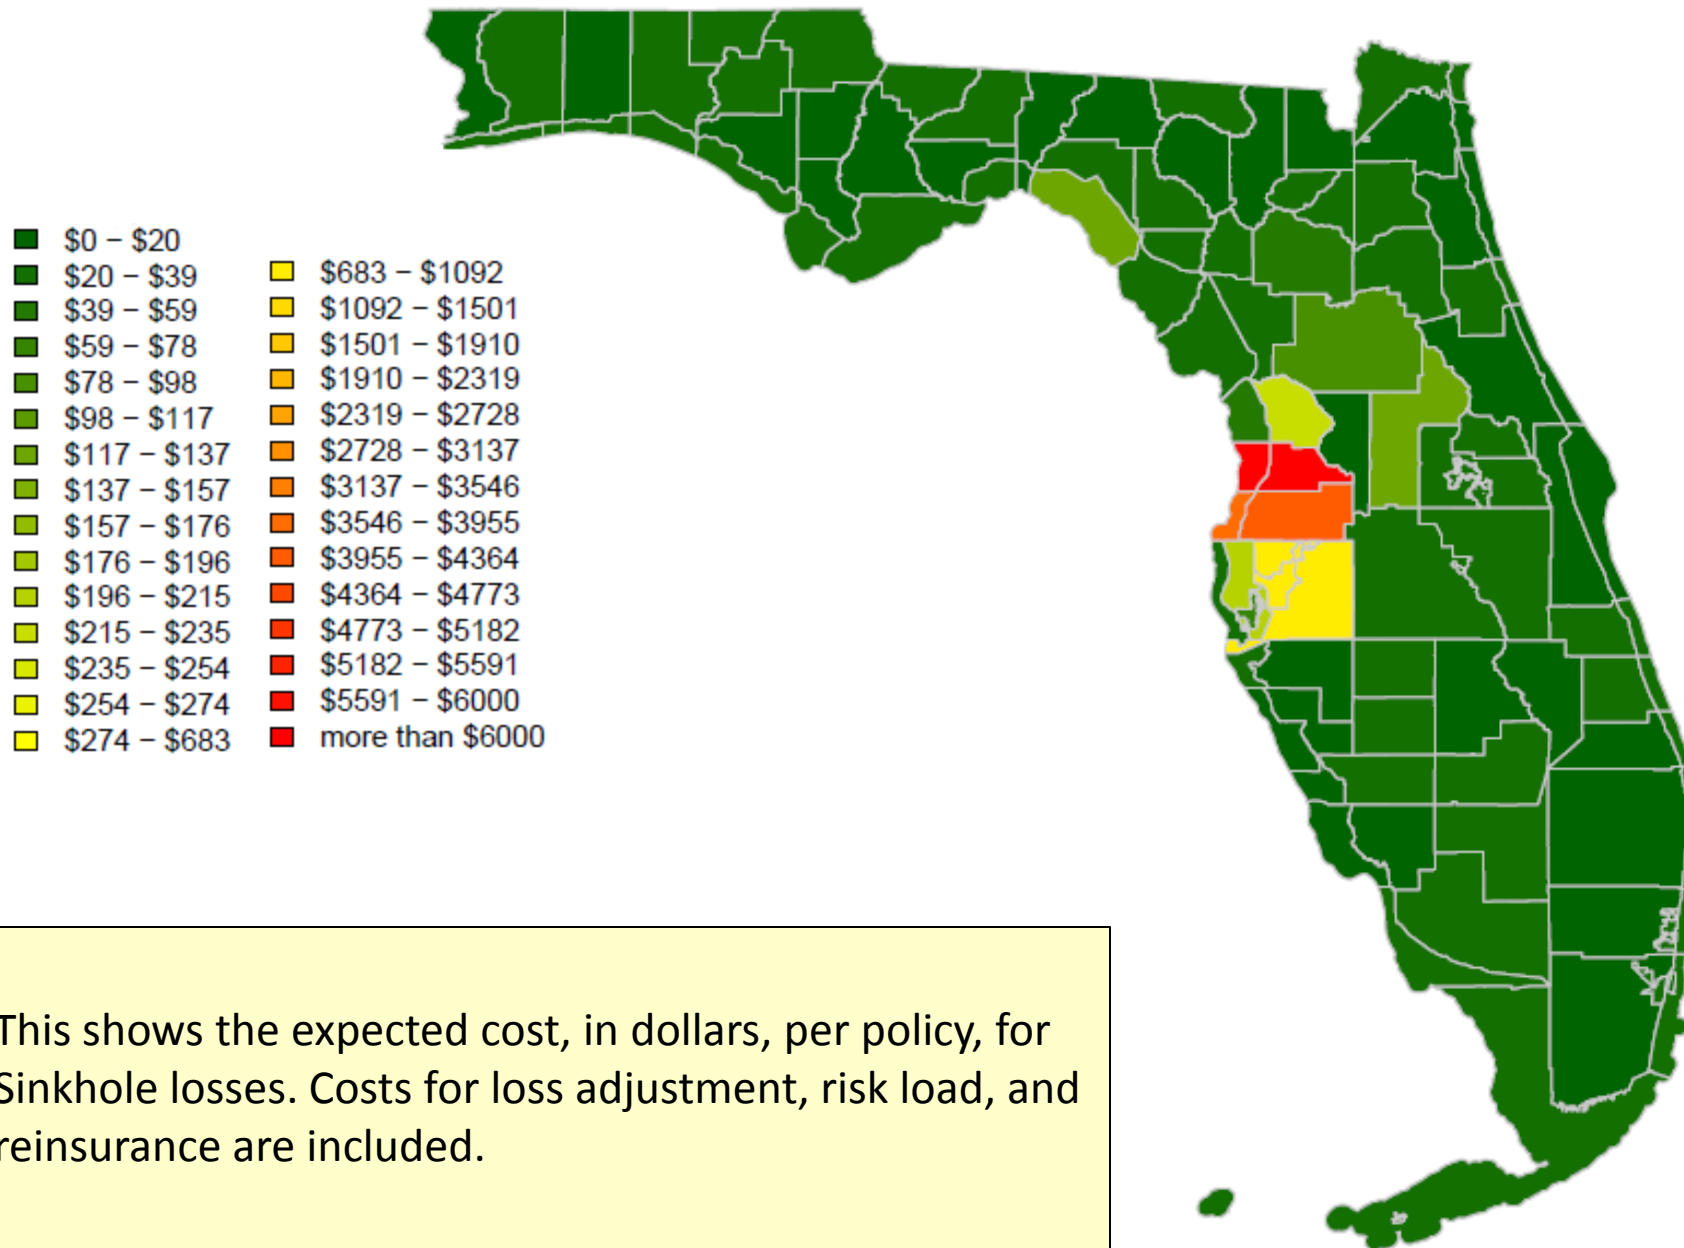 $0 − $20
$20 − $39
$39 − $59
$59 − $78
$78 − $98
$98 − $117
$117 − $137
$137 − $157
$157 − $176
$176 − $196
$196 − $215
$215 − $235
$235 − $254
$254 − $274
$274 − $683
$683 − $1092
$1092 − $1501
$1501 − $1910
$1910 − $2319
$2319 − $2728
$2728 − $3137
$3137 − $3546
$3546 − $3955
$3955 − $4364
$4364 − $4773
$4773 − $5182
$5182 − $5591
$5591 − $6000
more than $6000
This shows the expected cost, in dollars, per policy, for
Sinkhole losses. Costs for loss adjustment, risk load, and
reinsurance are included.